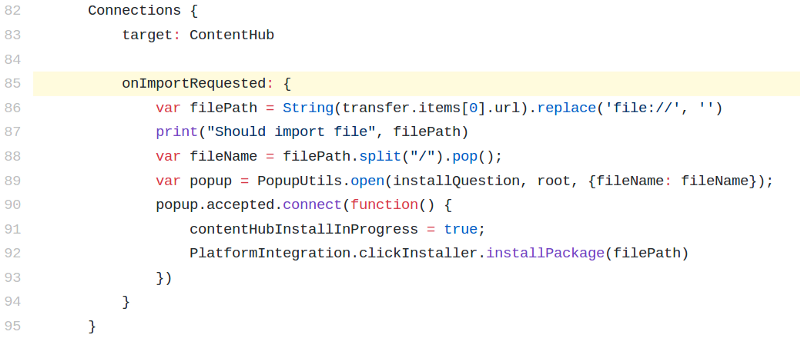 82 Connections {
83 target: ContentHub
84
85 onImportRequested: {
86 var filePath = String(transfer.items[0].url).replace('file://', '')
87 print("Should import file", filePath)
88 var fileName = filePath.split("/").pop();
89 var popup = PopupUtils.open(installQuestion, root, {fileName: fileName});
90 popup.accepted.connect(function() {
91 contentHubInstallInProgress = true;
92 PlatformIntegration.clickInstaller.installPackage(filePath)
93 })
94 }
95 }